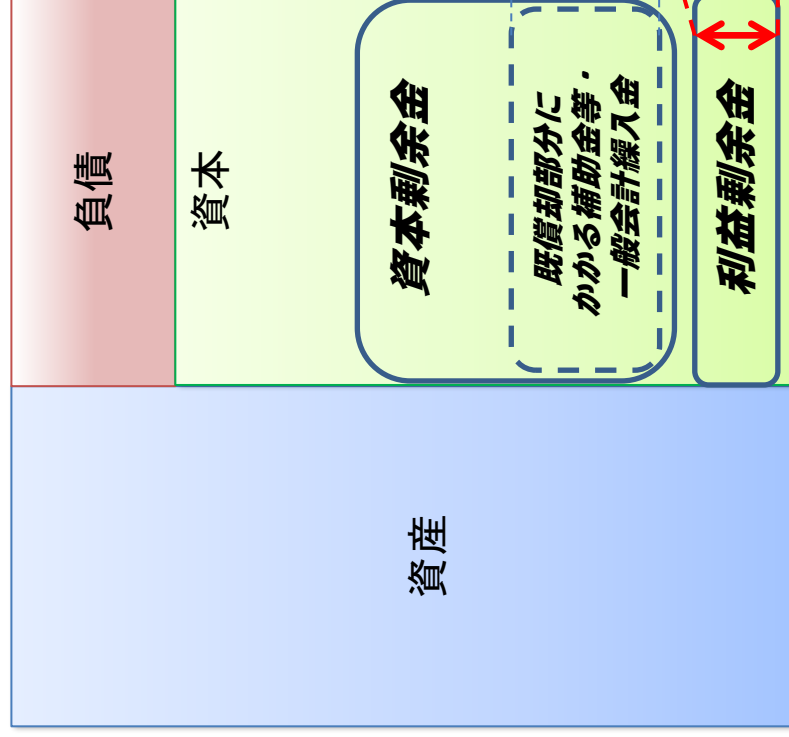 資産
負債
資本
資本剰余金
既償却部分に
かかる補助金等・
一般会計繰入金
利益剰余金